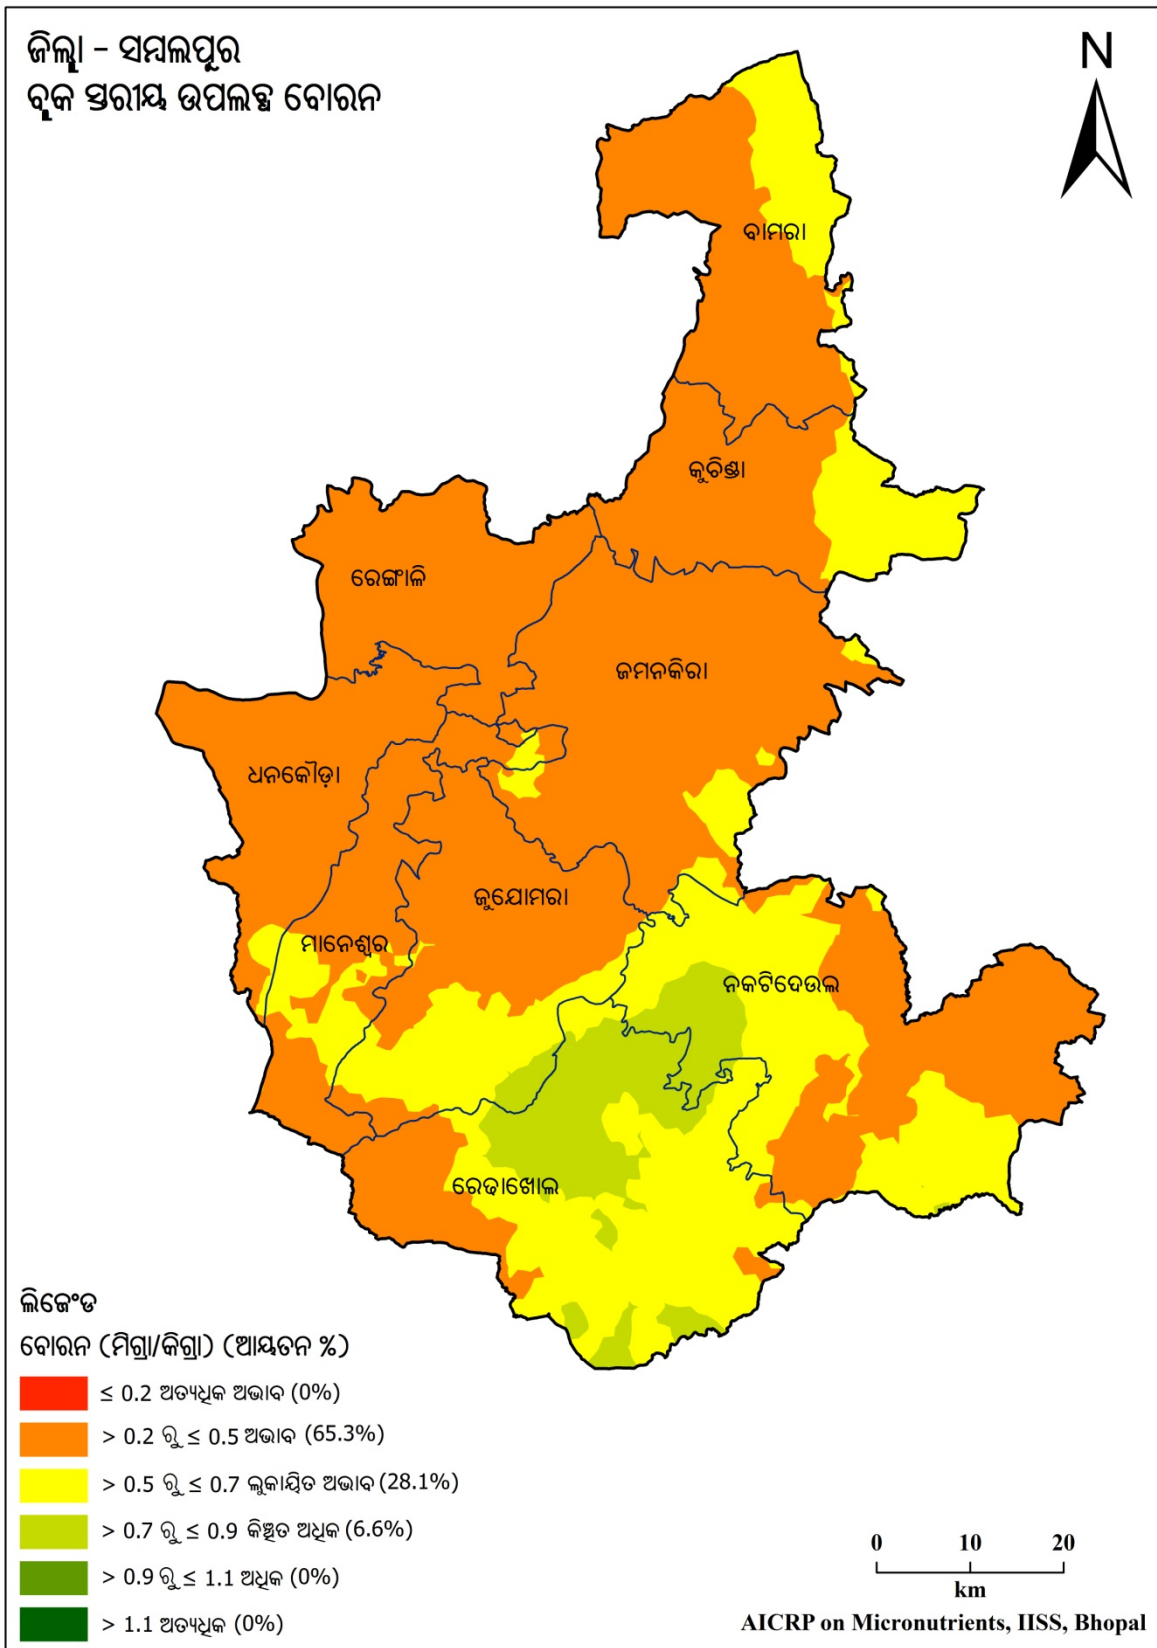 ଜିଲ୍ଲା - ସମ୍ବଲପୁର
ବ୍ଲକ ସ୍ତରୀୟ ଉପଲବ୍ଧ ବୋରନ
N
ବାମରା
କୁଚିଣ୍ଡା
ରେଙ୍ଗାଳି
ଜମନକିରା
ଧନକୌଡ଼ା
ଜୁଯୋମରା
ମାନେଶ୍ୱର
ନକଟିଦେଉଲ
ରେଢାଖୋଲ
ଲିଜେଂଡ
ବୋରନ (ମିଗ୍ରା/କିଗ୍ରା) (ଆୟତନ %)
≤ 0.2 ଅତ୍ୟଧିକ ଅଭାବ (0%)
> 0.2 ରୁ ≤ 0.5 ଅଭାବ (65.3%)
> 0.5 ରୁ ≤ 0.7 ଲୁକାୟିତ ଅଭାବ (28.1%)
> 0.7 ରୁ ≤ 0.9 କିଞ୍ଚିତ ଅଧିକ (6.6%)
> 0.9 ରୁ ≤ 1.1 ଅଧିକ (0%)
> 1.1 ଅତ୍ୟଧିକ (0%)
0 10 20
km
AICRP on Micronutrients, IISS, Bhopal